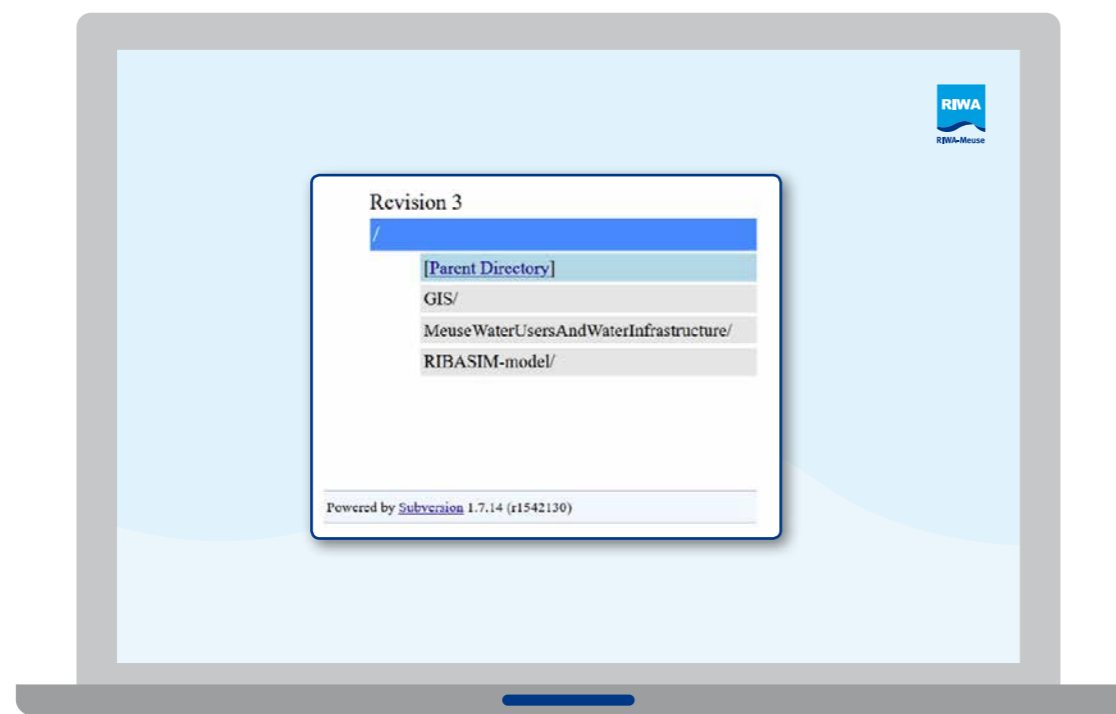 RIWA
RIWA-Meuse
Revision 3
/
[Parent Directory]
GIS/
MeuseWaterUsersAndWaterInfrastructure/
RIBASIM-model/
Powered by Subversion 1.7.14 (r1542130)